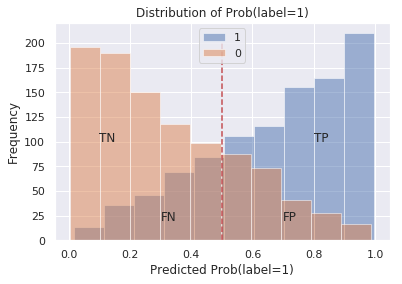 Distribution of Prob(label=1)
1
0
200
175
150
125
100
75
50
25
0
Frequency
TN
TP
FN
FP
0.0 0.2 0.4 0.6 0.8 1.0
Predicted Prob(label=1)